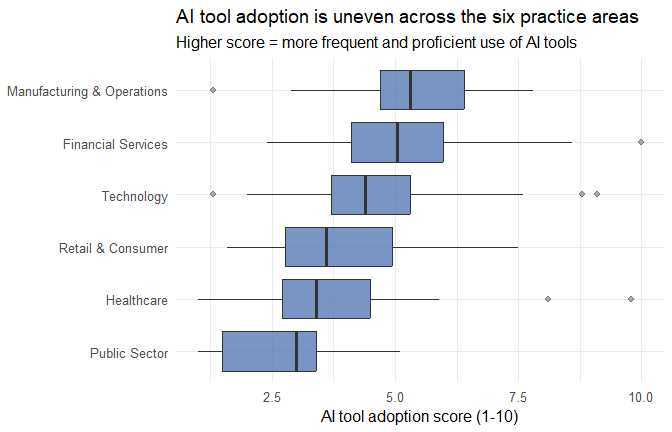 AI tool adoption is uneven across the six practice areas
Higher score = more frequent and proficient use of AI tools
Manufacturing & Operations
Financial Services
Technology
Retail & Consumer
Healthcare
Public Sector
2.5 5.0 7.5 10.0
AI tool adoption score (1-10)